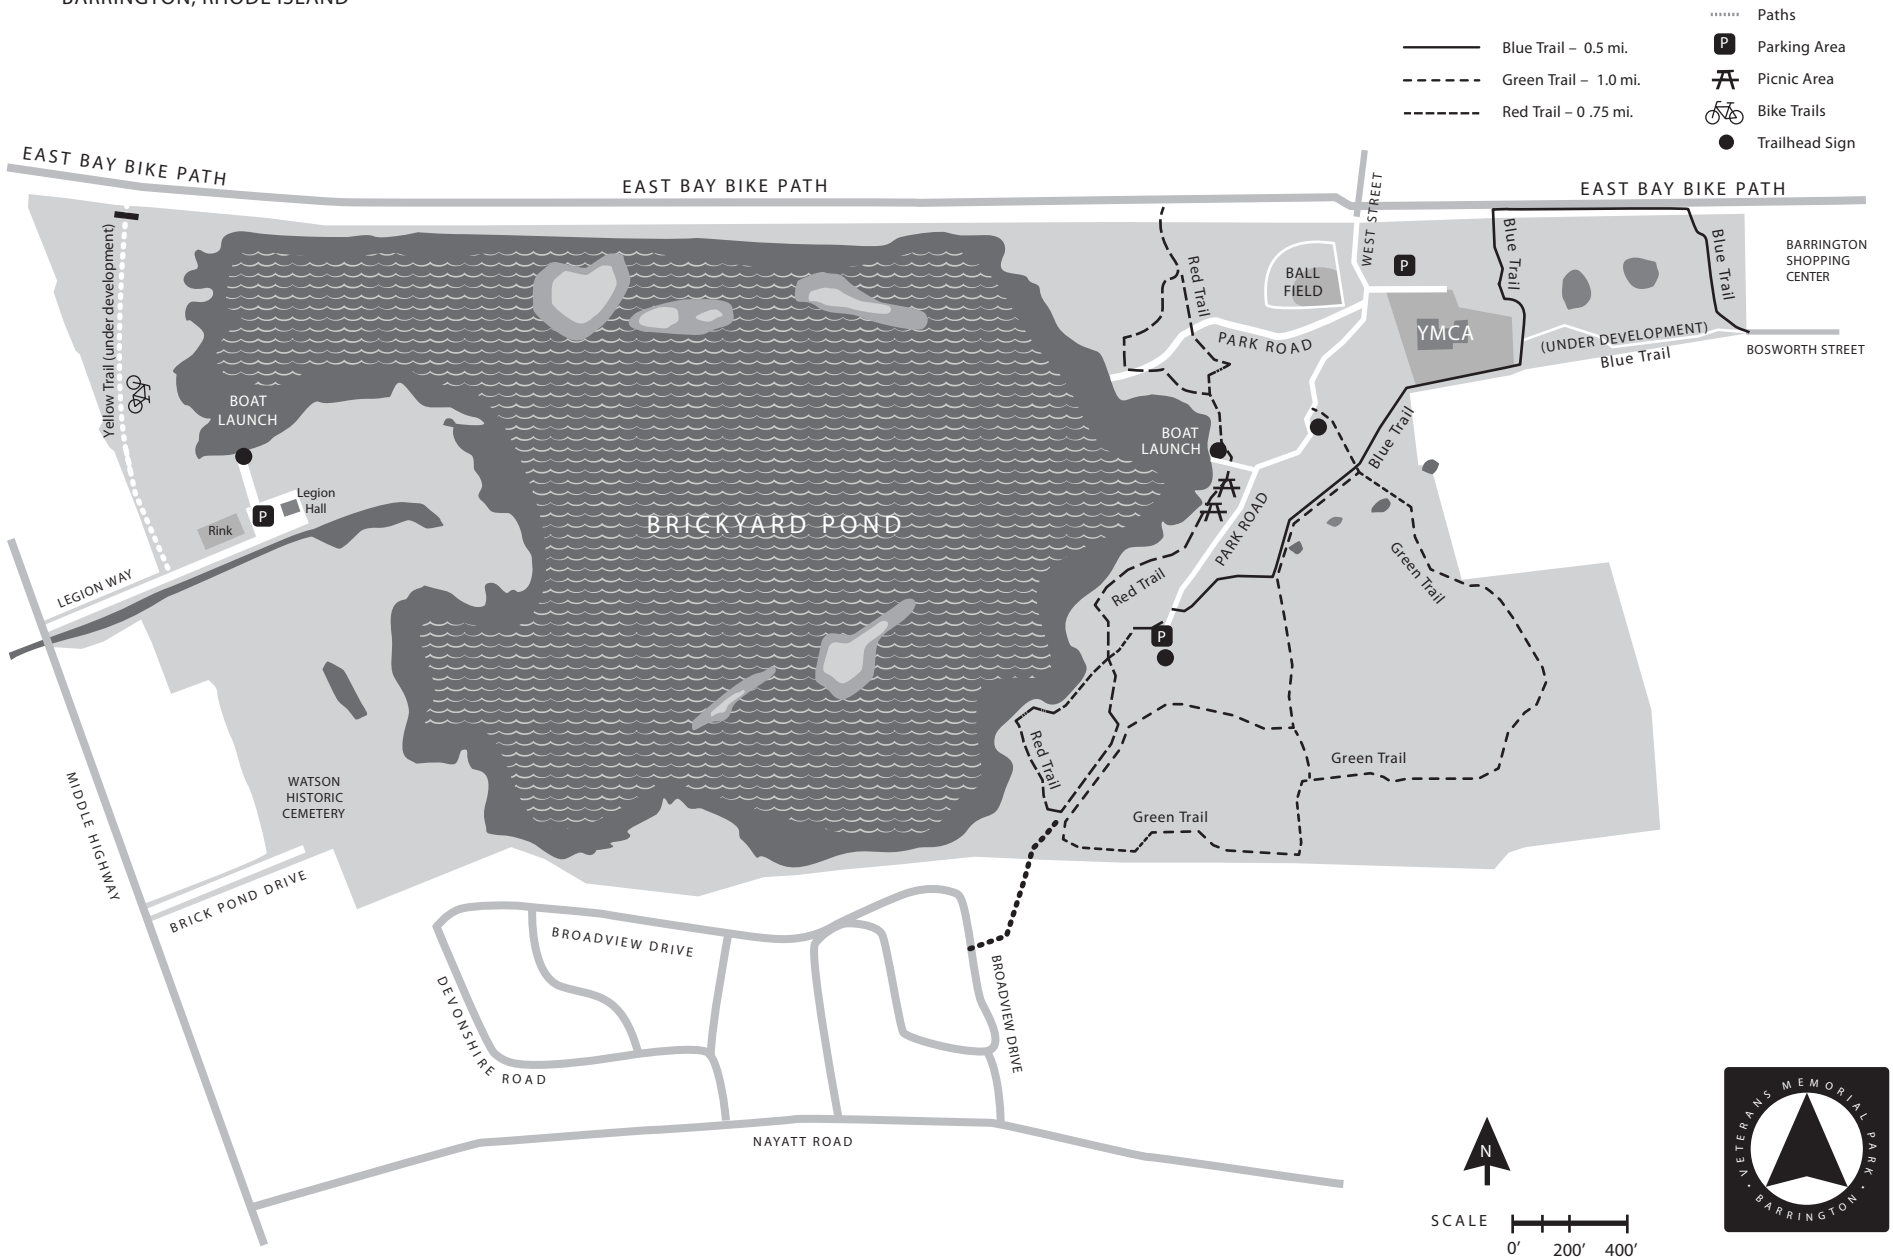 BARRINGTON, RHODE ISLAND
Paths
Blue Trail – 0.5 mi.
P
Parking Area
Green Trail – 1.0 mi.
Picnic Area
Red Trail – 0 .75 mi.
Bike Trails
Trailhead Sign
EAST BAY BIKE PATH
EAST BAY BIKE PATH
EAST BAY BIKE PATH
WEST STREET
Yellow Trail (under development)
Red Trail
BALL
FIELD
P
Blue Trail
Blue Trail
BARRINGTON
SHOPPING
CENTER
PARK ROAD
YMCA
(UNDER DEVELOPMENT)
Blue Trail
BOSWORTH STREET
BOAT
LAUNCH
BOAT
LAUNCH
Blue Trail
Legion
Hall
P
Rink
BRICKYARD POND
PARK ROAD
LEGION WAY
Red Trail
Green Trail
P
Red Trail
Green Trail
WATSON
HISTORIC
CEMETERY
Green Trail
MIDDLE HIGHWAY
BRICK POND DRIVE
BROADVIEW DRIVE
BROADVIEW DRIVE
DEVONSHIRE ROAD
NAYATT ROAD
N
SCALE
0’ 200’ 400’
VETERANS MEMORIAL PARK
• BARRINGTON •